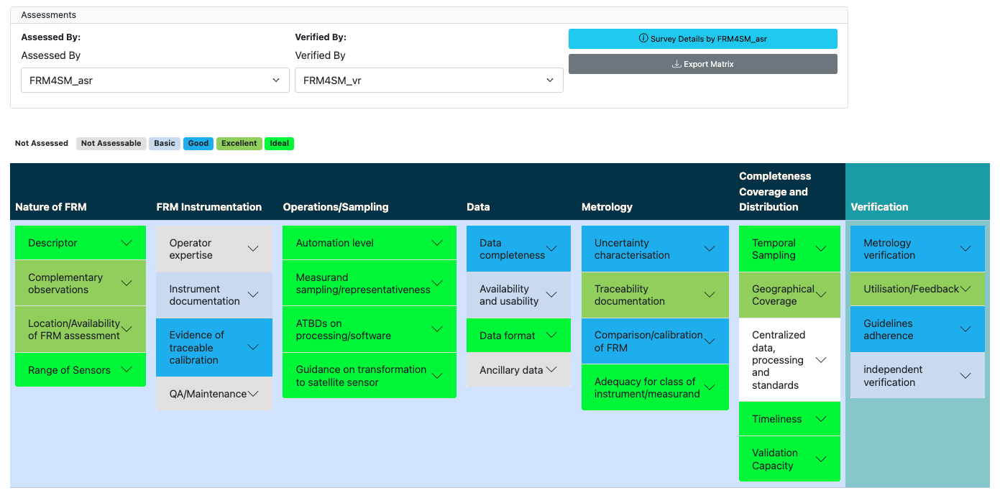 Assessments
Assessed By:
Verified By:
Assessed By
Verified By
FRM4SM_asr
FRM4SM_vr
Survey Details by FRM4SM_asr
Export Matrix
Not Assessed
Not Assessable
Basic
Good
Excellent
Ideal
Nature of FRM
FRM Instrumentation
Operations/Sampling
Data
Metrology
Completeness
Coverage and
Distribution
Verification
Descriptor
Complementary
observations
Location/Availability
of FRM assessment
Range of Sensors
Operator
expertise
Instrument
documentation
Evidence of
traceable
calibration
QA/Maintenance
Automation level
Measurand
sampling/representativeness
ATBDs on
processing/software
Guidance on transformation
to satellite sensor
Data
completeness
Availability
and usability
Data format
Ancillary data
Uncertainty
characterisation
Traceability
documentation
Comparison/calibration
of FRM
Adequacy for class of
instrument/measurand
Temporal
Sampling
Geographical
Coverage
Centralized
data,
processing
and
standards
Timeliness
Validation
Capacity
Metrology
verification
Utilisation/Feedback
Guidelines
adherence
independent
verification